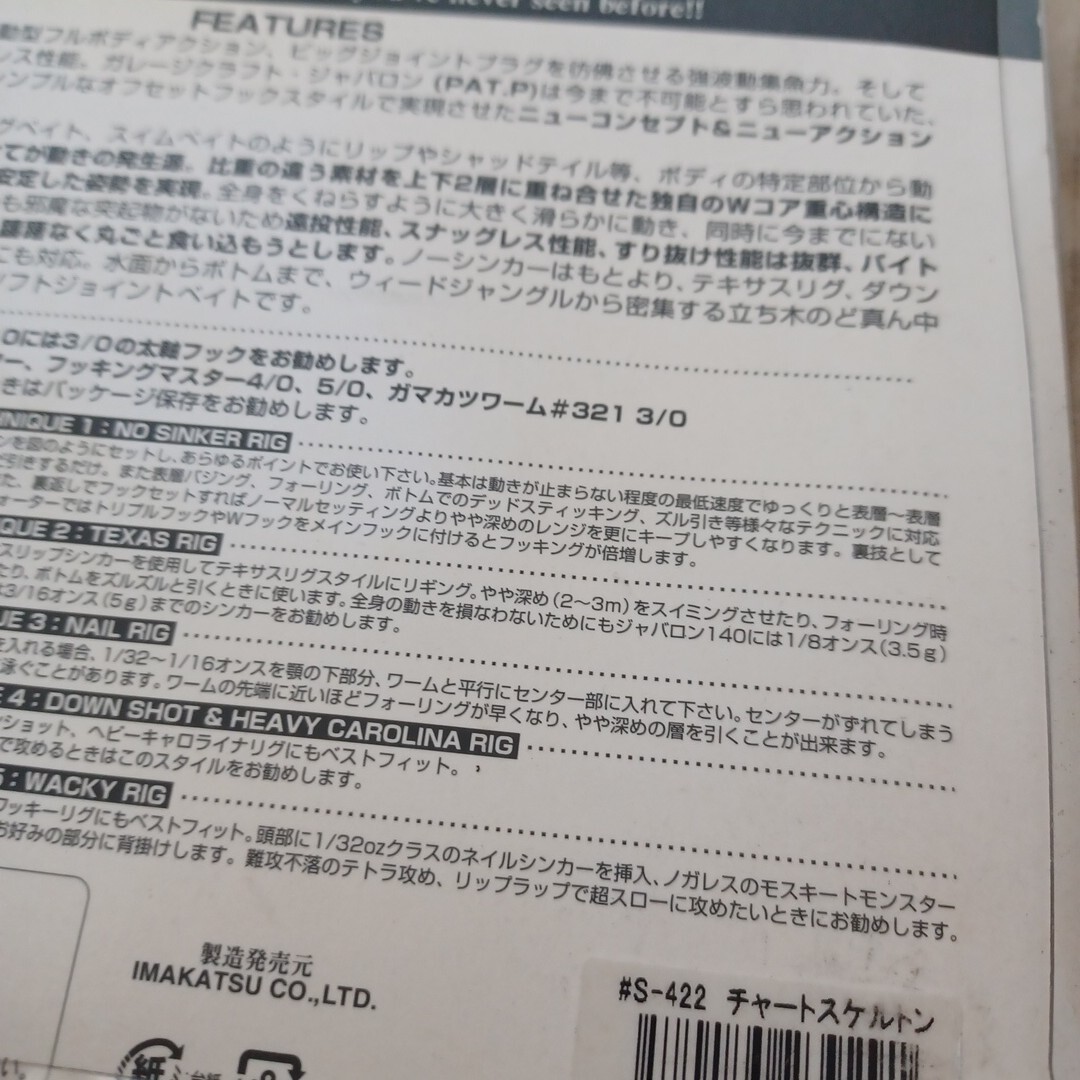 never seen before!!
FEATURES
動型フルボディアクション、ビッグジョイントプラグを彷彿させる強波動集魚力、そして
レス性能。ガレージクラフト・ジャバロン (PAT.P)は今まで不可能とすら思われていた、
ンプルなオフセットフックスタイルで実現させたニューコンセプト&ニューアクション
グベイト、スイムベイトのようにリップやシャッドテイル等、ボディの特定部位から動
てが動きの発生源。比重の違う素材を上下2層に重ね合せた独自のWコア重心構造に
安定した姿勢を実現。全身をくねらすように大きく滑らかに動き、同時に今までにない
も邪魔な突起物がないため遠投性能、スナッグレス性能、すり抜け性能は抜群、バイト
躊躇なく丸ごと食い込もうとします。ノーシンカーはもとより、テキサスリグ、ダウン
にも対応。水面からボトムまで、ウィードジャングルから密集する立ち木のど真ん中
フトジョイントベイトです。
0には3/0の太軸フックをお勧めします。
ー、フッキングマスター4/0、5/0、ガマカツワーム#321 3/0
きはパッケージ保存をお勧めします。
NIQUE 1 : NO SINKER RIG
ンを図のようにセットし、あらゆるポイントでお使い下さい。基本は動きが止まらない程度の最低速度でゆっくりと表層〜表層
引きするだけ。また表層バジング、フォーリング、ボトムでのデッドスティッキング、ズル引き等様々なテクニックに対応
た、裏返してフックセットすればノーマルセッティングよりやや深めのレンジを更にキープしやすくなります。裏技として
ォーターではトリプルフックやWフックをメインフックに付けるとフッキングが倍増します。
QUE 2 : TEXAS RIG
スリップシンカーを使用してテキサスリグスタイルにリギング。やや深め(2〜3m)をスイミングさせたり、フォーリング時
たり、ボトムをズルズルと引くときに使います。全身の動きを損なわないためにもジャバロン140には1/8オンス(3.5g)
は3/16オンス(5g)までのシンカーをお勧めします。
UE 3 : NAIL RIG
を入れる場合、1/32〜1/16オンスを顎の下部分、ワームと平行にセンター部に入れて下さい。センターがずれてしまう
泳ぐことがあります。ワームの先端に近いほどフォーリングが早くなり、やや深めの層を引くことが出来ます。
E 4 : DOWN SHOT & HEAVY CAROLINA RIG
ンショット、ヘビーキャロライナリグにもベストフィット。
で攻めるときはこのスタイルをお勧めします。
5 : WACKY RIG
ワッキーリグにもベストフィット。頭部に1/32ozクラスのネイルシンカーを挿入、ノガレスのモスキートモンスター
お好みの部分に背掛けします。難攻不落のテトラ攻め、リップラップで超スローに攻めたいときにお勧めします。
製造発売元
IMAKATSU CO.,LTD.
#S-422 チャートスケルトン
紙